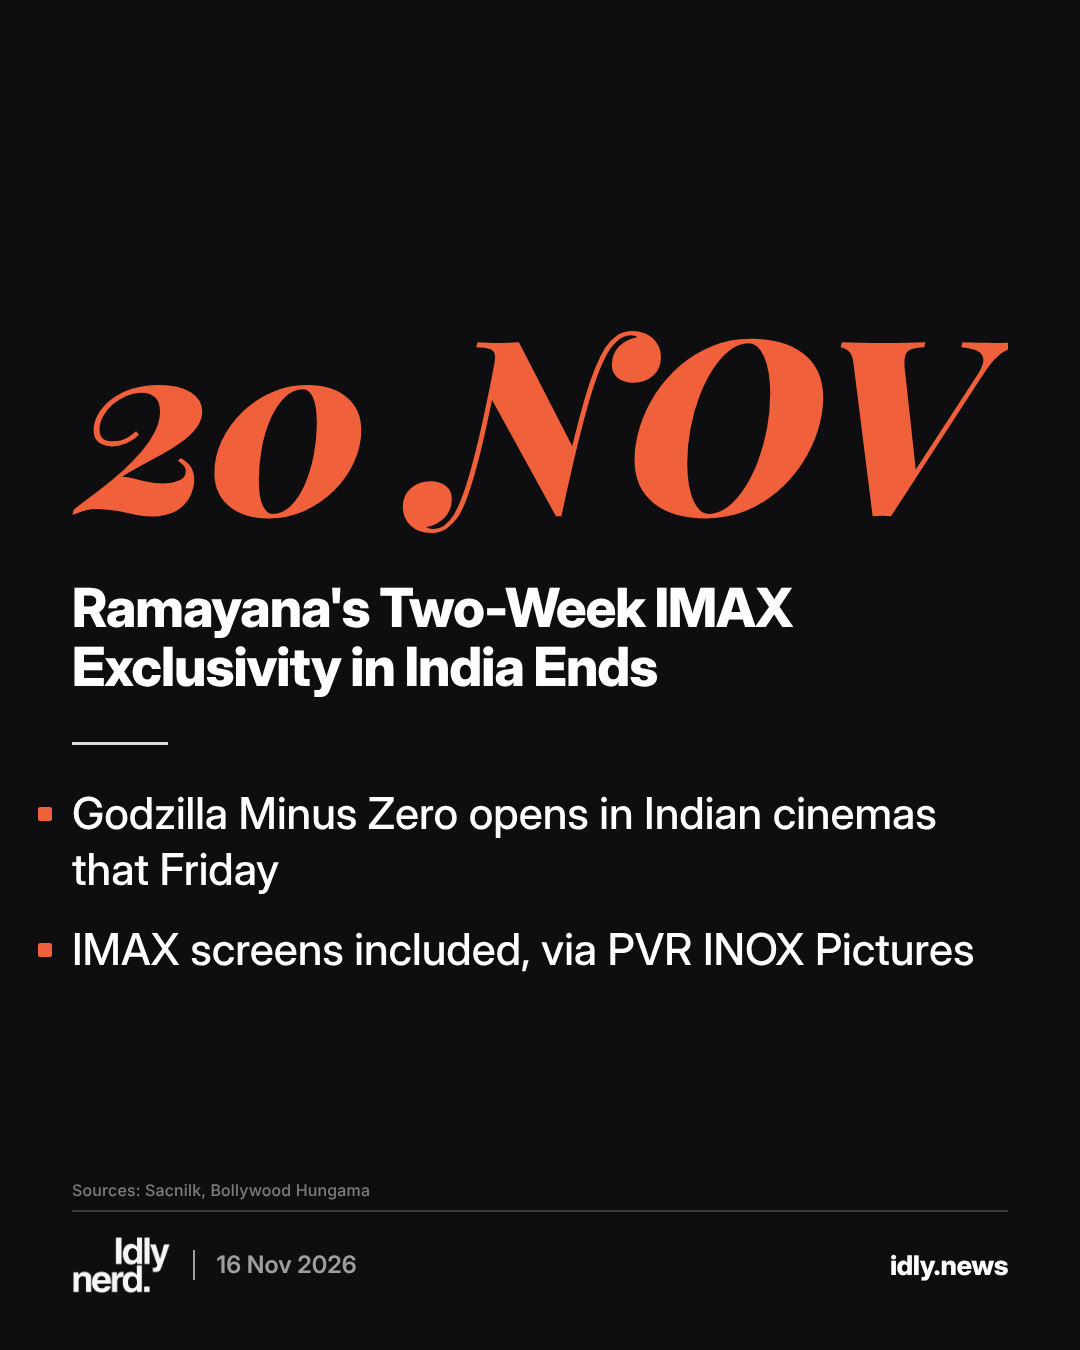 20 NOV
Ramayana's Two-Week IMAX
Exclusivity in India Ends
Godzilla Minus Zero opens in Indian cinemas
that Friday
IMAX screens included, via PVR INOX Pictures
Sources: Sacnilk, Bollywood Hungama
Idly
nerd.
16 Nov 2026
idly.news